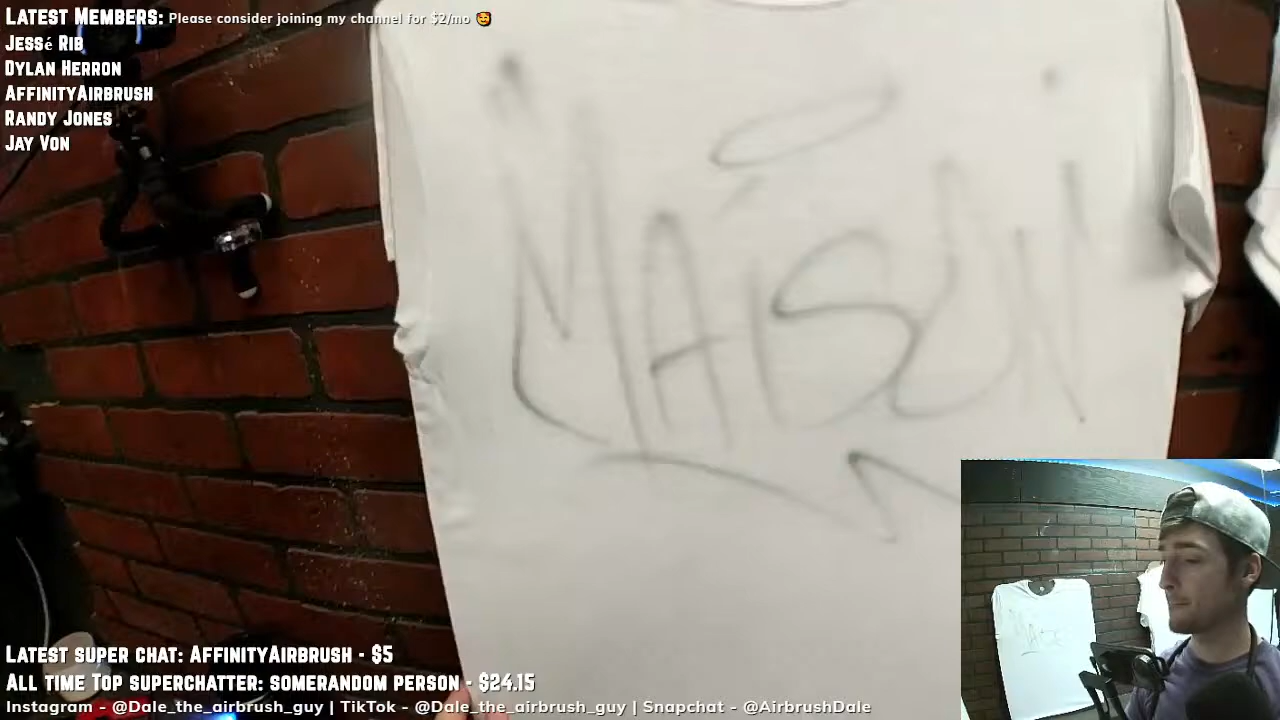 LATEST MEMBERS: Please consider joining my channel for $2/mo
JESSé RIB
DYLAN HERRON
AFFINITYAIRBRUSH
RANDY JONES
JAY VON
MAISON
LATEST SUPER CHAT: AFFINITYAIRBRUSH - $5
ALL TIME TOP SUPERCHATTER: SOMERANDOM PERSON - $24.15
Instagram - @Dale_the_airbrush_guy | TikTok - @Dale_the_airbrush_guy | Snapchat - @AirbrushDale